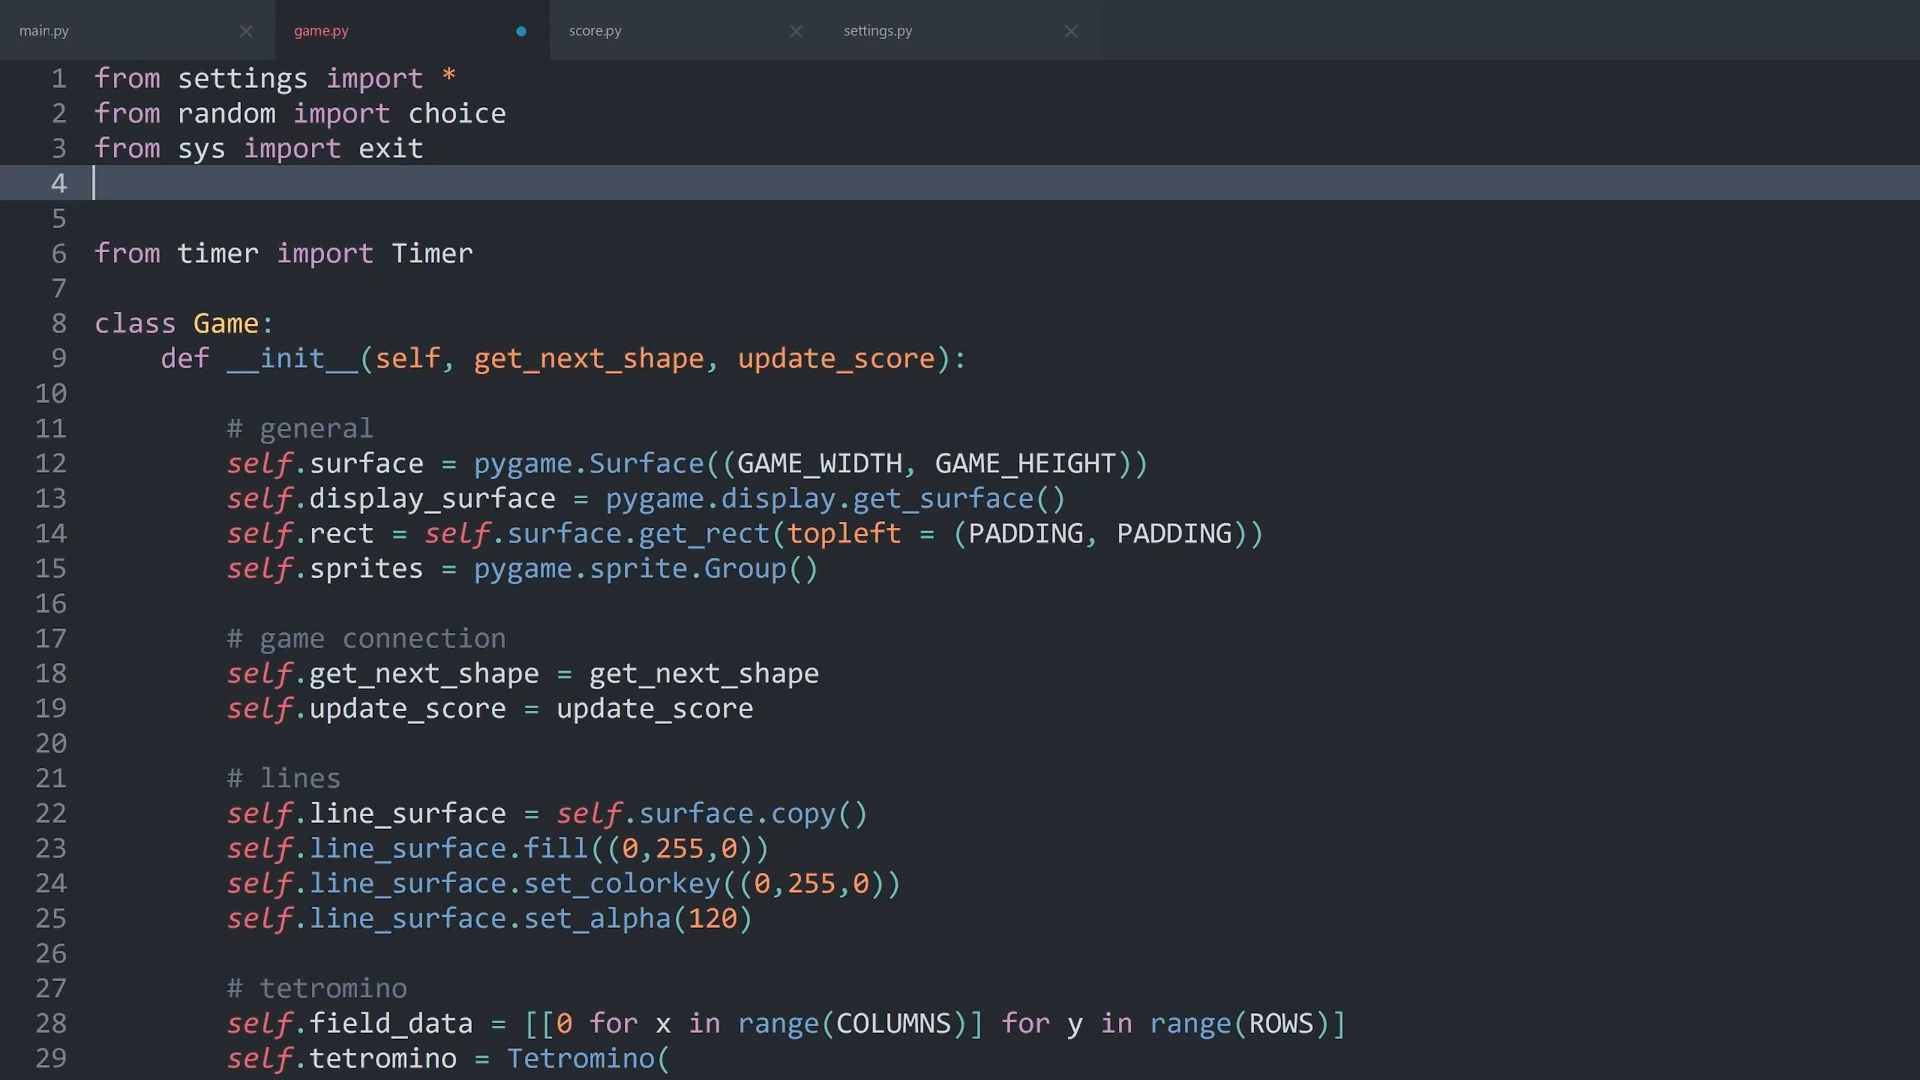 main.py
game.py
score.py
settings.py
1 from settings import *
2 from random import choice
3 from sys import exit
4
5
6 from timer import Timer
7
8 class Game:
9     def __init__(self, get_next_shape, update_score):
10
11         # general
12         self.surface = pygame.Surface((GAME_WIDTH, GAME_HEIGHT))
13         self.display_surface = pygame.display.get_surface()
14         self.rect = self.surface.get_rect(topleft = (PADDING, PADDING))
15         self.sprites = pygame.sprite.Group()
16
17         # game connection
18         self.get_next_shape = get_next_shape
19         self.update_score = update_score
20
21         # lines
22         self.line_surface = self.surface.copy()
23         self.line_surface.fill((0,255,0))
24         self.line_surface.set_colorkey((0,255,0))
25         self.line_surface.set_alpha(120)
26
27         # tetromino
28         self.field_data = [[0 for x in range(COLUMNS)] for y in range(ROWS)]
29         self.tetromino = Tetromino(